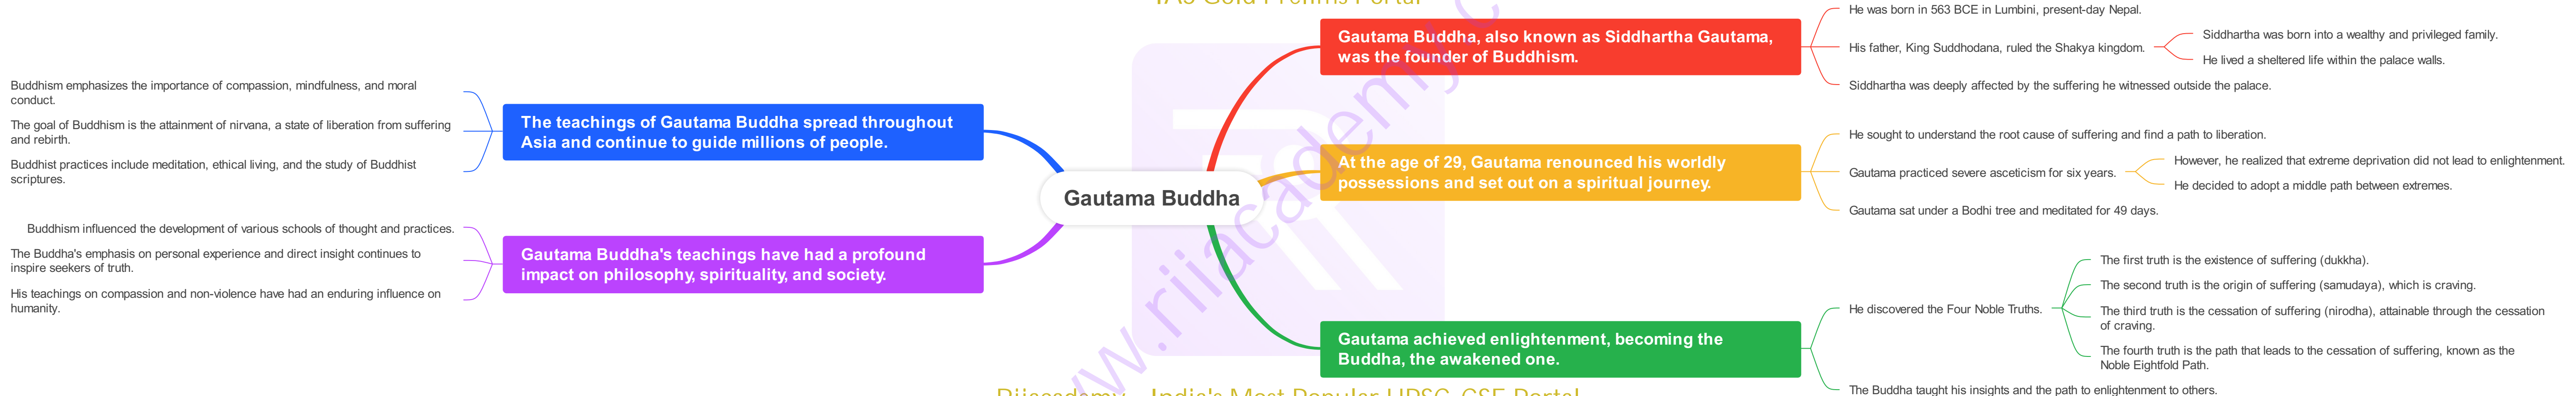 IAS Gold Prelims Portal
Gautama Buddha
Gautama Buddha, also known as Siddhartha Gautama,
was the founder of Buddhism.
He was born in 563 BCE in Lumbini, present-day Nepal.
His father, King Suddhodana, ruled the Shakya kingdom.
Siddhartha was born into a wealthy and privileged family.
He lived a sheltered life within the palace walls.
Siddhartha was deeply affected by the suffering he witnessed outside the palace.
At the age of 29, Gautama renounced his worldly
possessions and set out on a spiritual journey.
He sought to understand the root cause of suffering and find a path to liberation.
Gautama practiced severe asceticism for six years.
However, he realized that extreme deprivation did not lead to enlightenment.
He decided to adopt a middle path between extremes.
Gautama sat under a Bodhi tree and meditated for 49 days.
Gautama achieved enlightenment, becoming the
Buddha, the awakened one.
He discovered the Four Noble Truths.
The first truth is the existence of suffering (dukkha).
The second truth is the origin of suffering (samudaya), which is craving.
The third truth is the cessation of suffering (nirodha), attainable through the cessation
of craving.
The fourth truth is the path that leads to the cessation of suffering, known as the
Noble Eightfold Path.
The Buddha taught his insights and the path to enlightenment to others.
The teachings of Gautama Buddha spread throughout
Asia and continue to guide millions of people.
Buddhism emphasizes the importance of compassion, mindfulness, and moral
conduct.
The goal of Buddhism is the attainment of nirvana, a state of liberation from suffering
and rebirth.
Buddhist practices include meditation, ethical living, and the study of Buddhist
scriptures.
Gautama Buddha's teachings have had a profound
impact on philosophy, spirituality, and society.
Buddhism influenced the development of various schools of thought and practices.
The Buddha's emphasis on personal experience and direct insight continues to
inspire seekers of truth.
His teachings on compassion and non-violence have had an enduring influence on
humanity.
India's Most Popular UPSC-CSE Portal